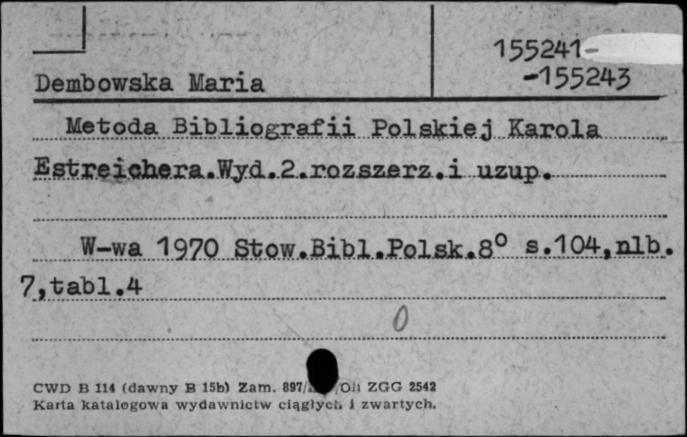 155241-
Dembowska Maria -155243
Metoda Bibliografii Polskiej Karola
Estreichera.Wyd.2.rozszerz.i uzup.
W-wa 1970 Stow.Bibl.Polsk.8° s.104,nlb.
7,tabl.4
0
CWD B 114 (dawny B 15b) Zam. 897/ ZGG 2542
Karta katalogowa wydawnictw ciągłych i zwartych.